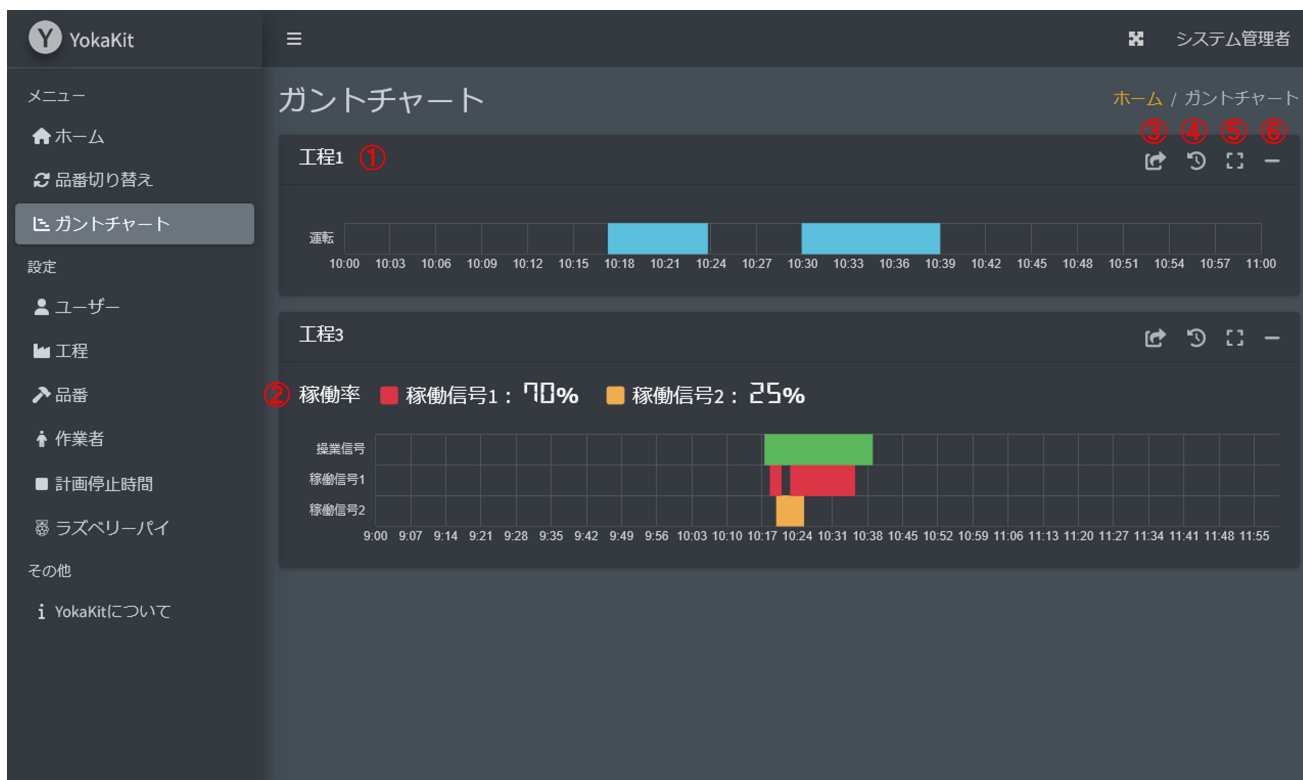 Y YokaKit
システム管理者
メニュー
ホーム
品番切り替え
ガントチャート
設定
ユーザー
工程
品番
作業者
計画停止時間
ラズベリーパイ
その他
YokaKitについて
ガントチャート
ホーム / ガントチャート
③ ④ ⑤ ⑥
工程1 ①
運転
10:00 10:03 10:06 10:09 10:12 10:15 10:18 10:21 10:24 10:27 10:30 10:33 10:36 10:39 10:42 10:45 10:48 10:51 10:54 10:57 11:00
工程3
② 稼働率 稼働信号1： 70% 稼働信号2： 25%
操業信号
稼働信号1
稼働信号2
9:00 9:07 9:14 9:21 9:28 9:35 9:42 9:49 9:56 10:03 10:10 10:17 10:24 10:31 10:38 10:45 10:52 10:59 11:06 11:13 11:20 11:27 11:34 11:41 11:48 11:55